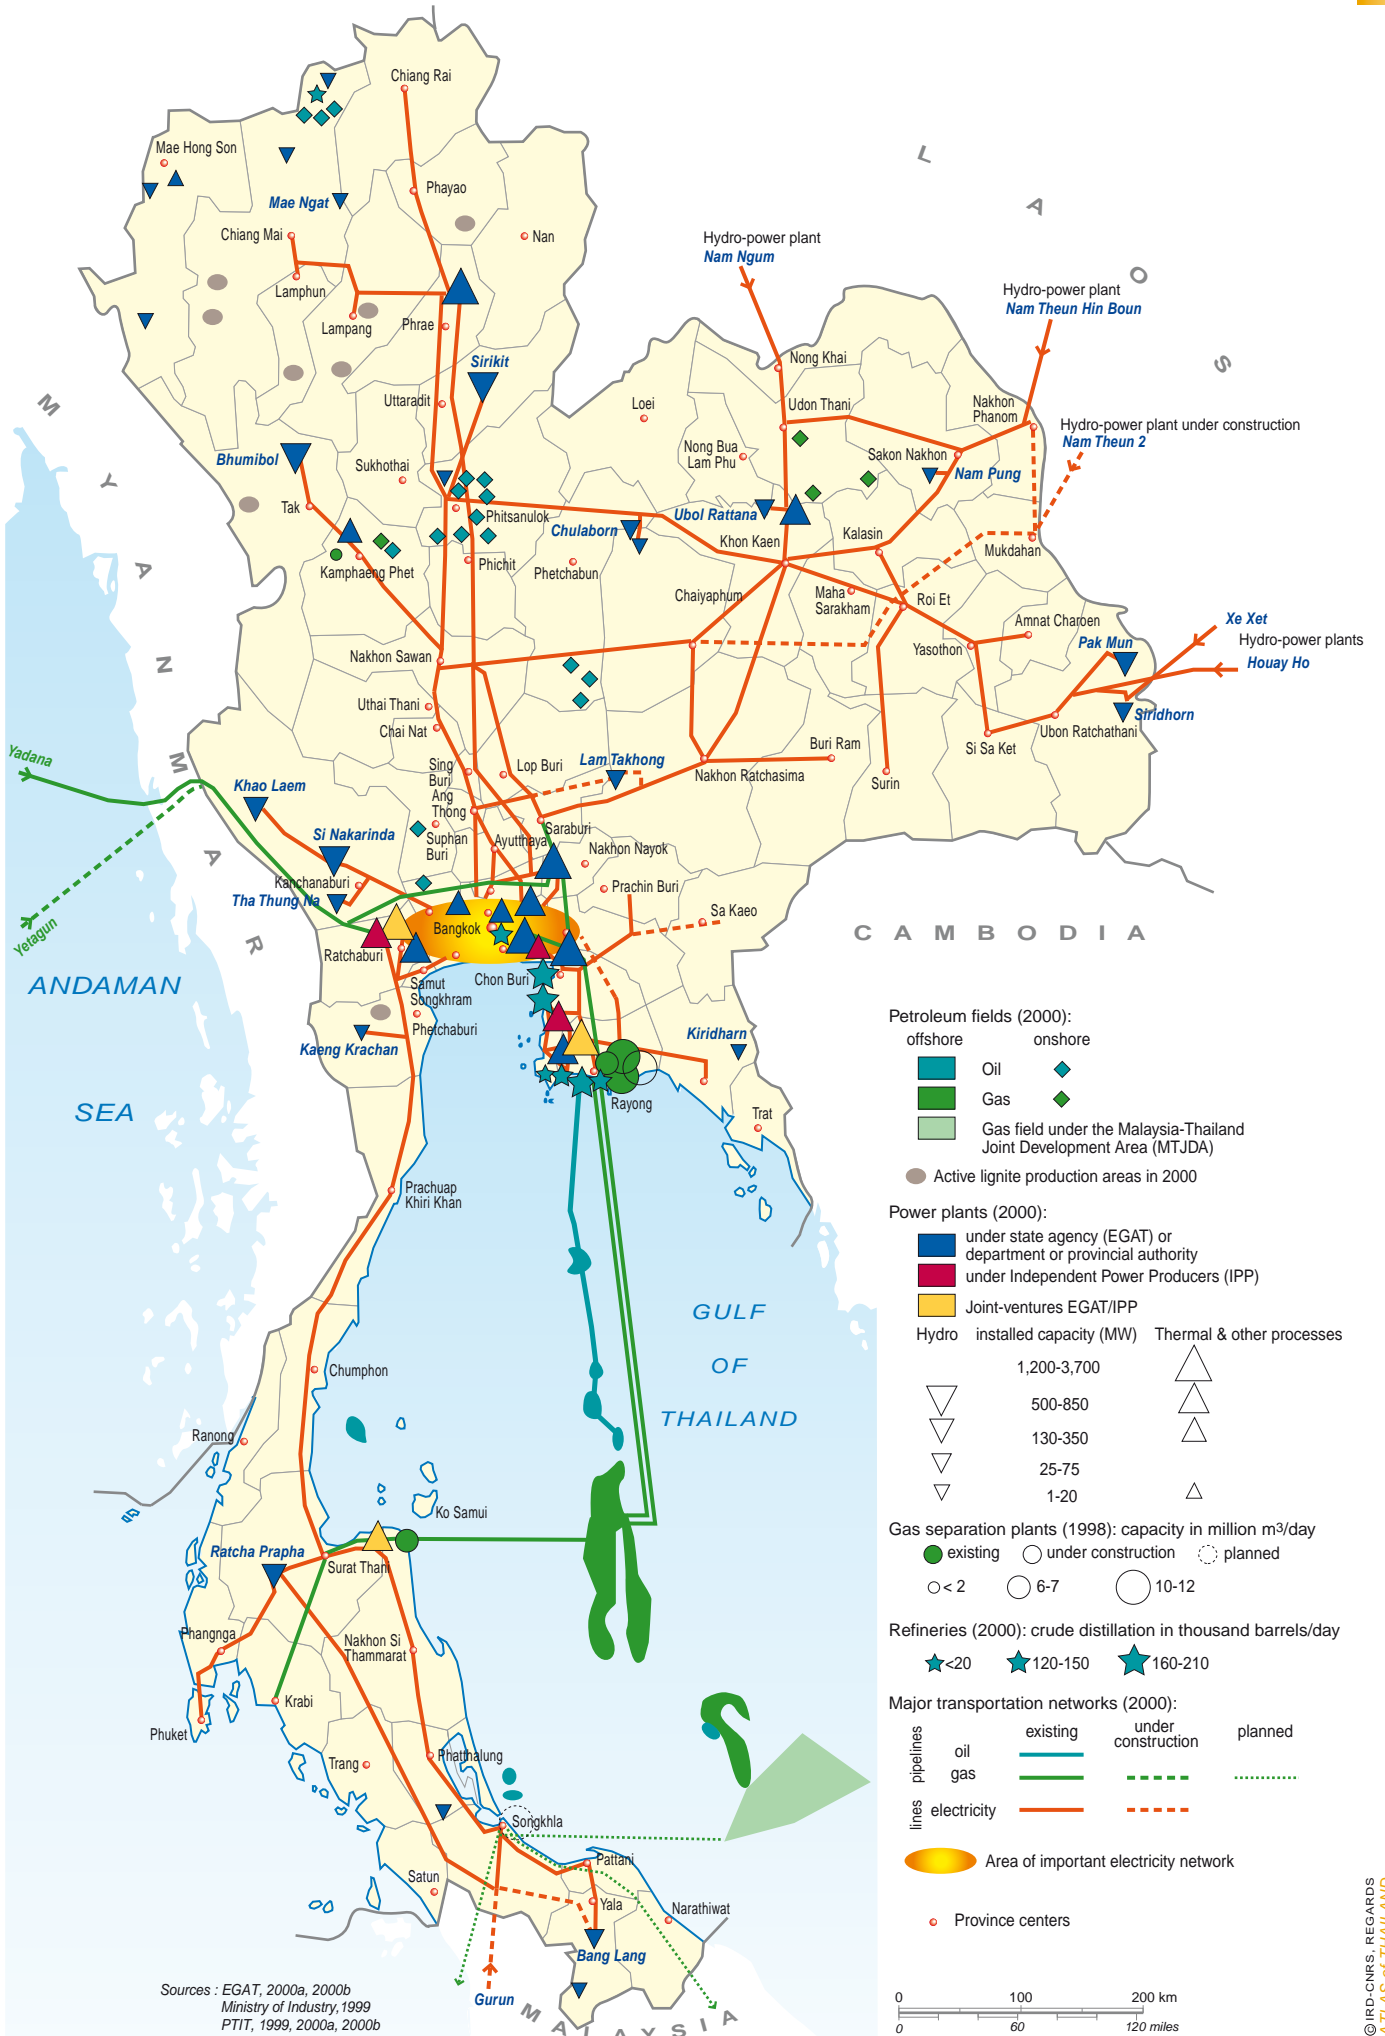 Chiang Rai
Mae Hong Son
Phayao
Mae Ngat
Chiang Mai
Nan
Lamphun
Lampang
Phrae
Sirikit
Uttaradit
Bhumibol
Sukhothai
Tak
Phitsanulok
Kamphaeng Phet
Phichit
Phetchabun
Chulaborn
Loei
Nong Bua
Lam Phu
Hydro-power plant
Nam Ngum
Hydro-power plant
Nam Theun Hin Boun
Nong Khai
Udon Thani
Nakhon
Phanom
Hydro-power plant under construction
Nam Theun 2
Sakon Nakhon
Nam Pung
Ubol Rattana
Khon Kaen
Kalasin
Mukdahan
Chaiyaphum
Maha
Sarakham
Roi Et
Amnat Charoen
Yasothon
Pak Mun
Xe Xet
Hydro-power plants
Houay Ho
Siridhorn
Ubon Ratchathani
Si Sa Ket
Surin
Buri Ram
Nakhon Ratchasima
Lam Takhong
Nakhon Sawan
Uthai Thani
Chai Nat
Sing
Buri
Ang
Thong
Lop Buri
Suphan
Buri
Ayutthaya
Saraburi
Nakhon Nayok
Prachin Buri
Sa Kaeo
Yadana
Yetagun
Khao Laem
Si Nakarinda
Kanchanaburi
Tha Thung Na
Bangkok
Ratchaburi
Samut
Songkhram
Phetchaburi
Kaeng Krachan
Chon Buri
Kiridharn
Rayong
Trat
Prachuap
Khiri Khan
Chumphon
Ranong
Ko Samui
Ratcha Prapha
Surat Thani
Phangnga
Nakhon Si
Thammarat
Krabi
Phuket
Trang
Phatthalung
Songkhla
Pattani
Satun
Yala
Narathiwat
Bang Lang
Gurun
MYANMAR
LAOS
CAMBODIA
MALAYSIA
ANDAMAN
SEA
GULF
OF
THAILAND
Petroleum fields (2000):
offshore onshore
Oil
Gas
Gas field under the Malaysia-Thailand
Joint Development Area (MTJDA)
Active lignite production areas in 2000
Power plants (2000):
under state agency (EGAT) or
department or provincial authority
under Independent Power Producers (IPP)
Joint-ventures EGAT/IPP
Hydro installed capacity (MW) Thermal & other processes
1,200-3,700
500-850
130-350
25-75
1-20
Gas separation plants (1998): capacity in million m³/day
existing under construction planned
< 2 6-7 10-12
Refineries (2000): crude distillation in thousand barrels/day
<20 120-150 160-210
Major transportation networks (2000):
existing under construction planned
pipelines
oil
gas
lines
electricity
Area of important electricity network
Province centers
0 100 200 km
0 60 120 miles
Sources : EGAT, 2000a, 2000b
Ministry of Industry,1999
PTIT, 1999, 2000a, 2000b
© IRD-CNRS, REGARDS
ATLAS of THAILAND